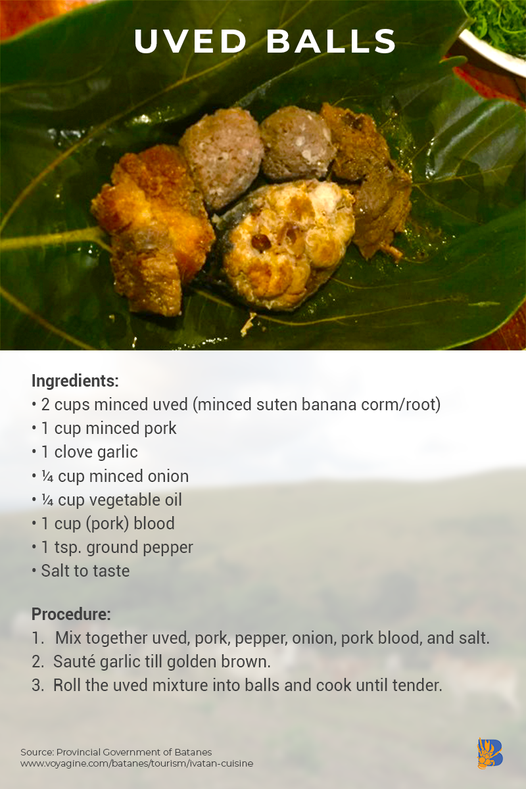 UVED BALLS
Ingredients:
• 2 cups minced uved (minced suten banana corm/root)
• 1 cup minced pork
• 1 clove garlic
• ¼ cup minced onion
• ¼ cup vegetable oil
• 1 cup (pork) blood
• 1 tsp. ground pepper
• Salt to taste
Procedure:
1. Mix together uved, pork, pepper, onion, pork blood, and salt.
2. Sauté garlic till golden brown.
3. Roll the uved mixture into balls and cook until tender.
Source: Provincial Government of Batanes
www.voyagine.com/batanes/tourism/ivatan-cuisine
B